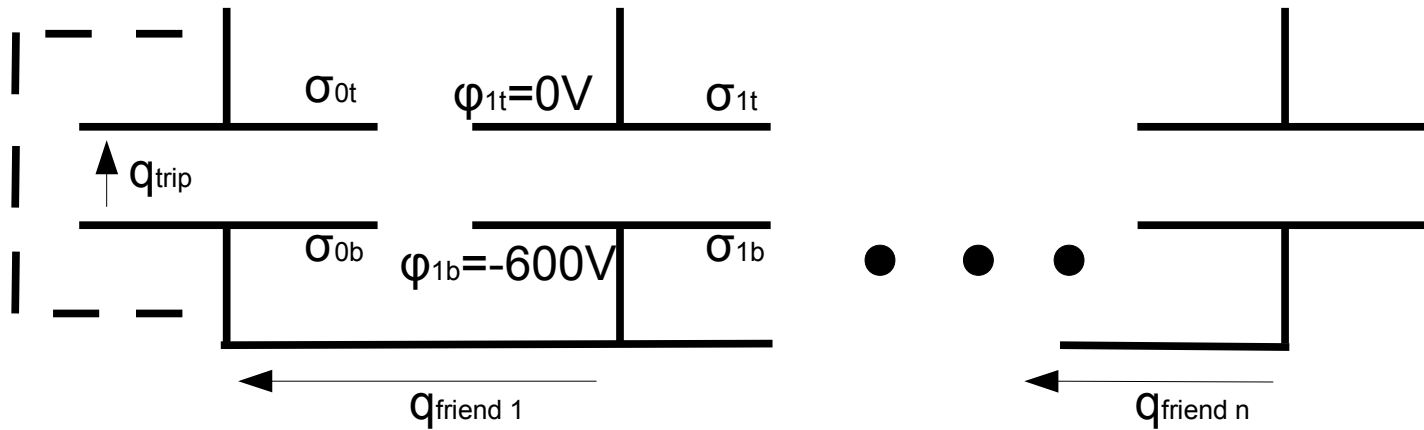 σ0t
φ1t=0V
σ1t
qtrip
σ0b
φ1b=-600V
σ1b
qfriend 1
qfriend n